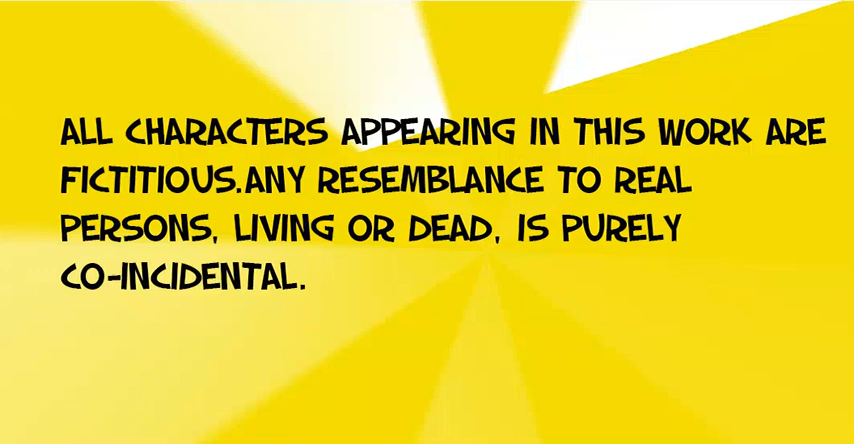 ALL CHARACTERS APPEARING IN THIS WORK ARE
FICTITIOUS.ANY RESEMBLANCE TO REAL
PERSONS, LIVING OR DEAD, IS PURELY
CO-INCIDENTAL.